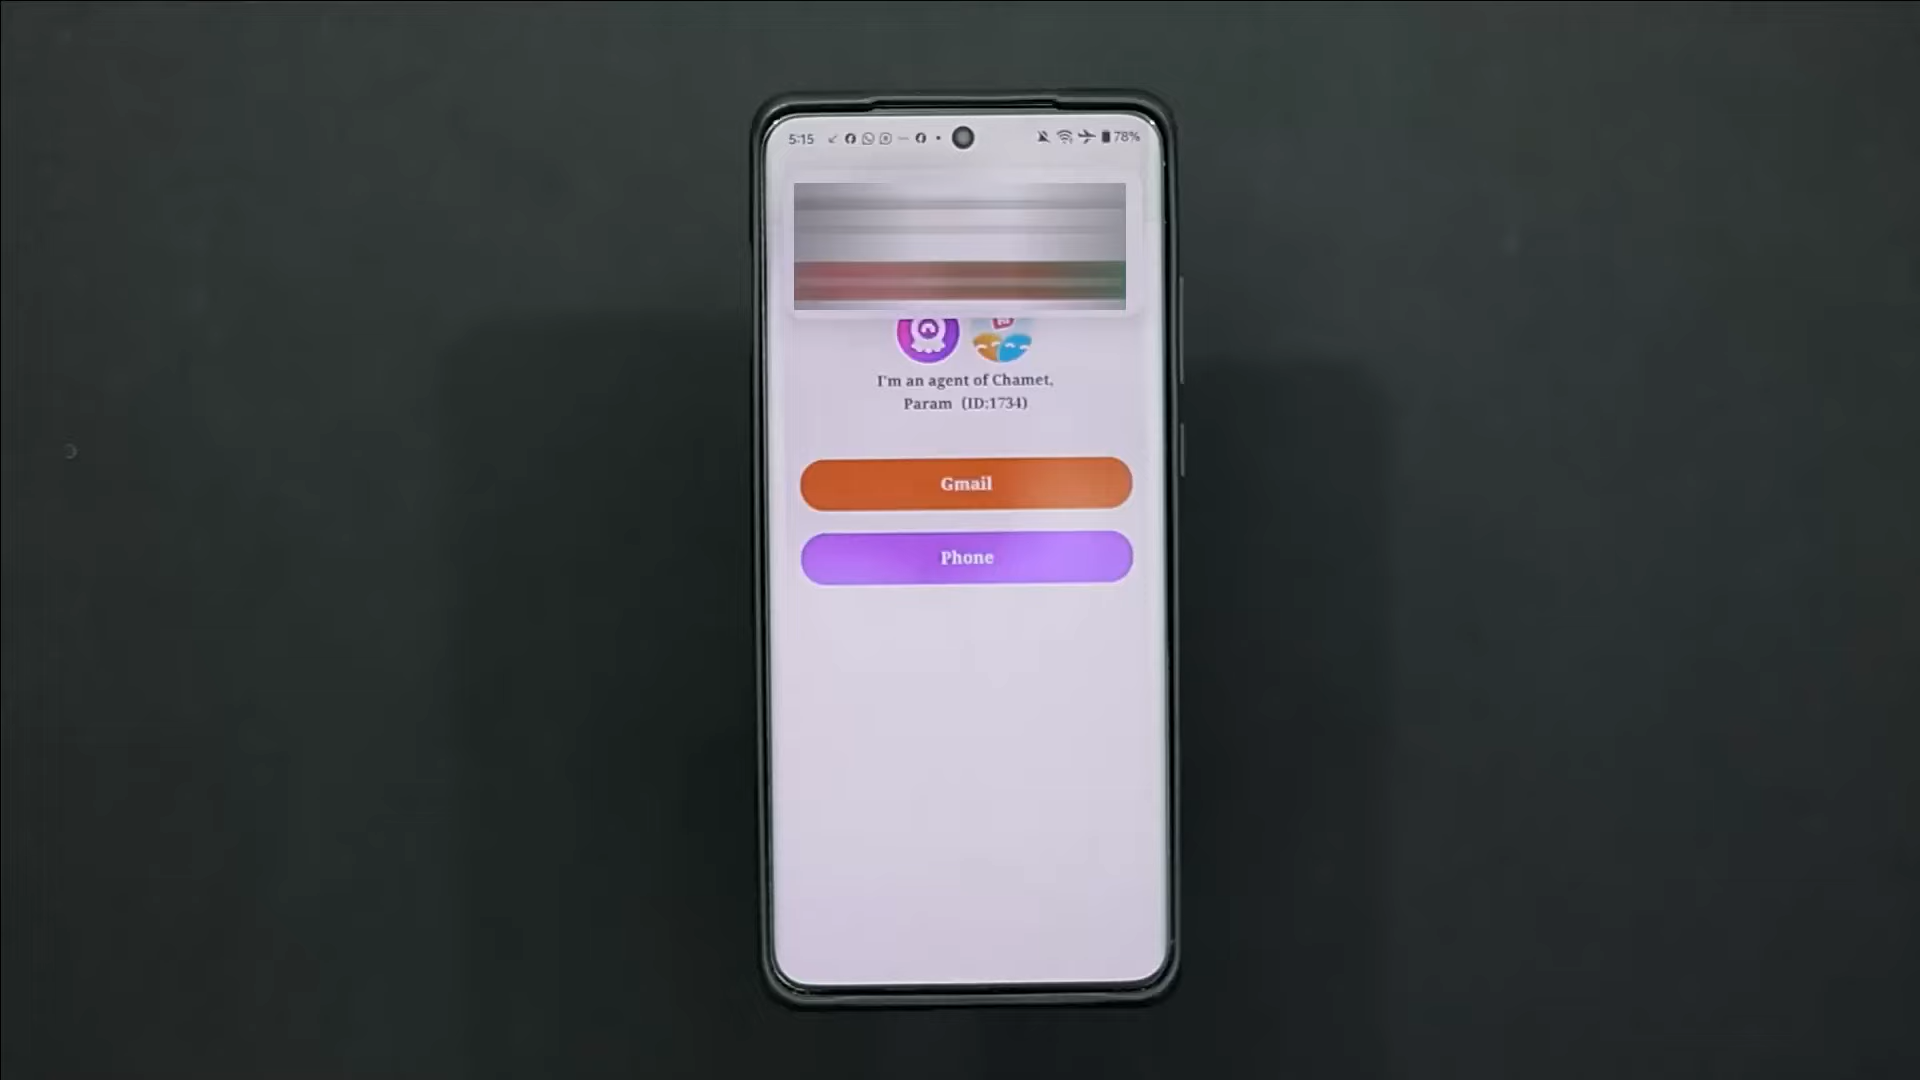 5:15
78%
I'm an agent of Chamet,
Param (ID:1734)
Gmail
Phone